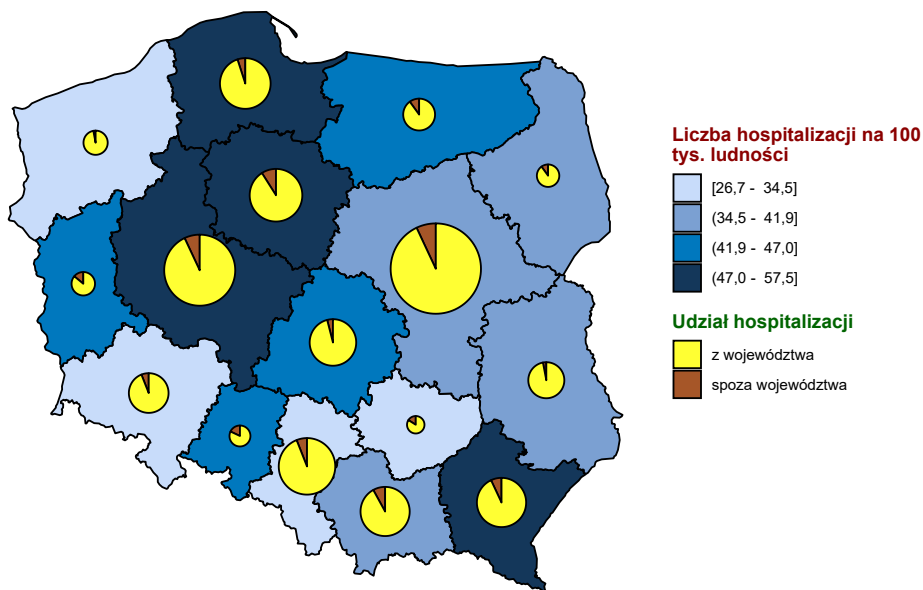 Liczba hospitalizacji na 100
tys. ludności
[26,7 - 34,5]
(34,5 - 41,9]
(41,9 - 47,0]
(47,0 - 57,5]
Udział hospitalizacji
z województwa
spoza województwa